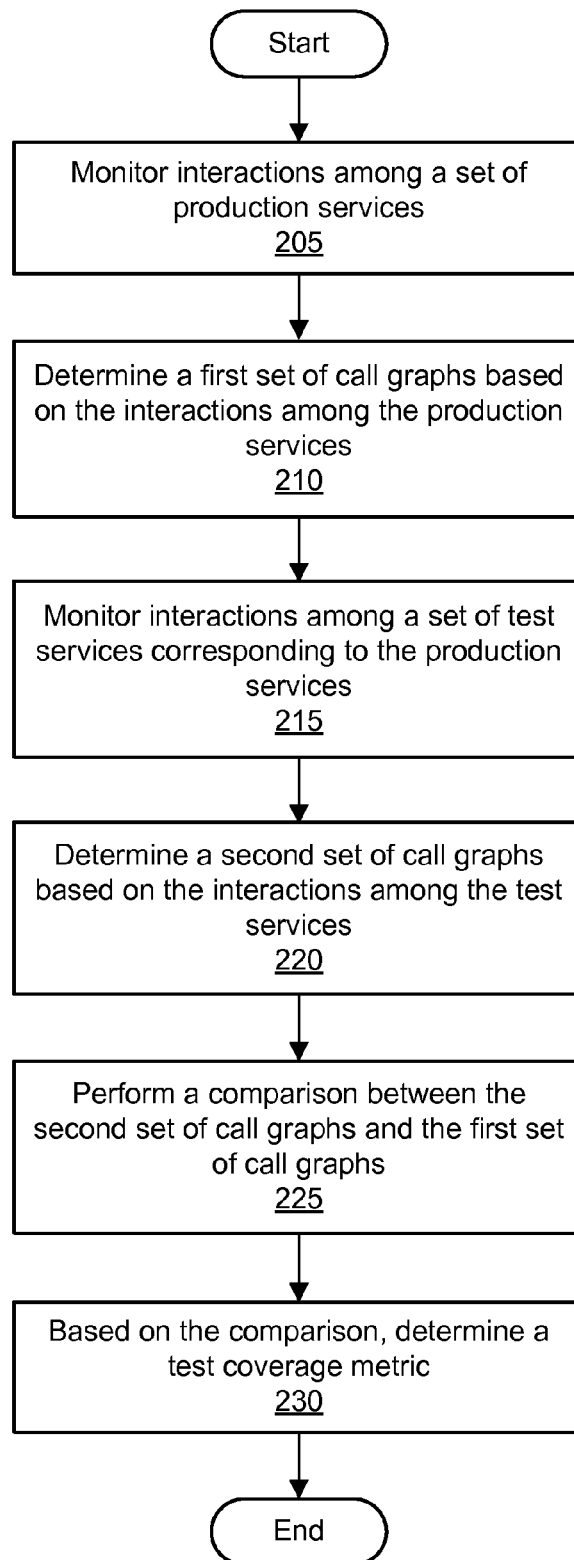 Start
Monitor interactions among a set of
production services
205
Determine a first set of call graphs based
on the interactions among the production
services
210
Monitor interactions among a set of test
services corresponding to the production
services
215
Determine a second set of call graphs
based on the interactions among the test
services
220
Perform a comparison between the
second set of call graphs and the first set
of call graphs
225
Based on the comparison, determine a
test coverage metric
230
End